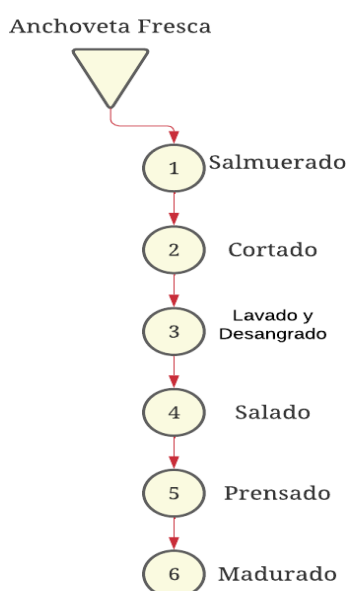 Anchoveta Fresca
1 Salmuerado
2 Cortado
3 Lavado y
Desangrado
4 Salado
5 Prensado
6 Madurado